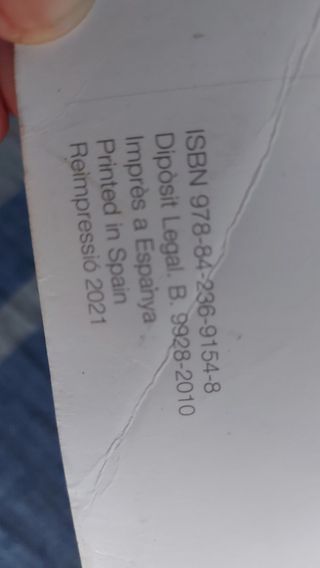 ISBN 978-84-236-9154-8
Dipòsit Legal. B. 9928-2010
Imprès a Espanya
Printed in Spain
Reimpressió 2021